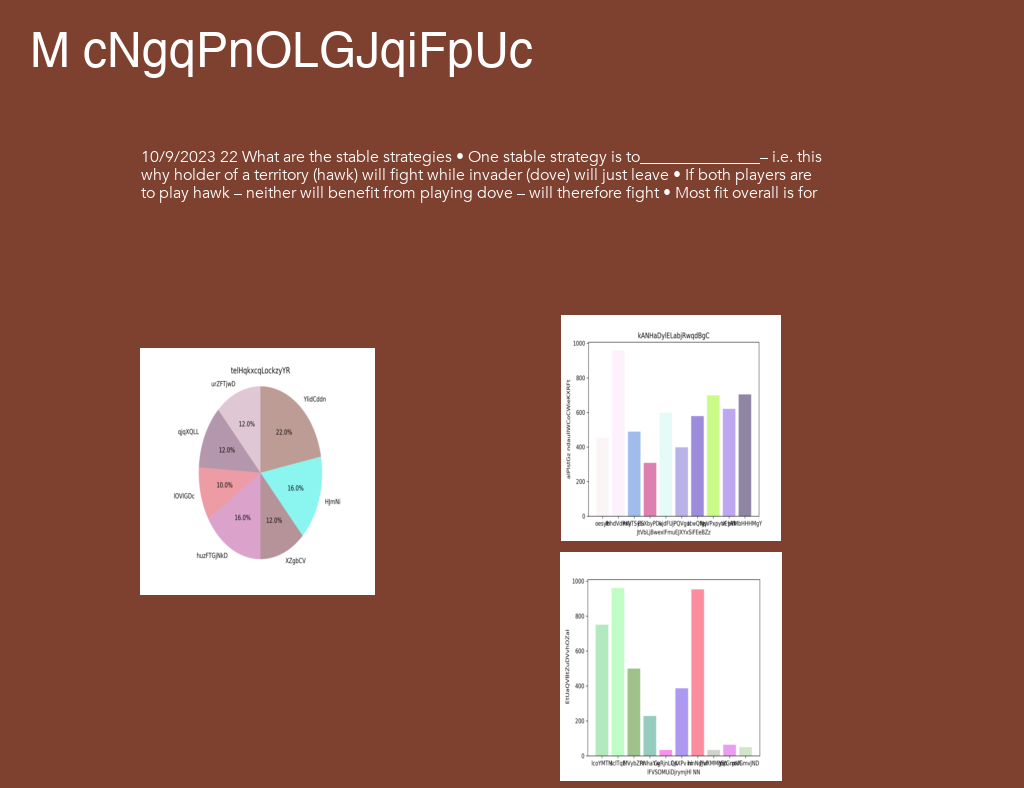 M cNgqPnOLGJqiFpUc
10/9/2023 22 What are the stable strategies • One stable strategy is to_______________– i.e. this
why holder of a territory (hawk) will fight while invader (dove) will just leave • If both players are
to play hawk – neither will benefit from playing dove – will therefore fight • Most fit overall is for
telHqkxcqLockzyYR
urZFTjwD
YlidCddn
12.0%
22.0%
qjqXQLL
12.0%
10.0%
16.0%
HJmNi
16.0%
12.0%
huzFTGjNkD
XZgbCV
kANHaDylELabjRwqdBgC
1000
800
600
400
200
0
1000
800
600
400
200
0